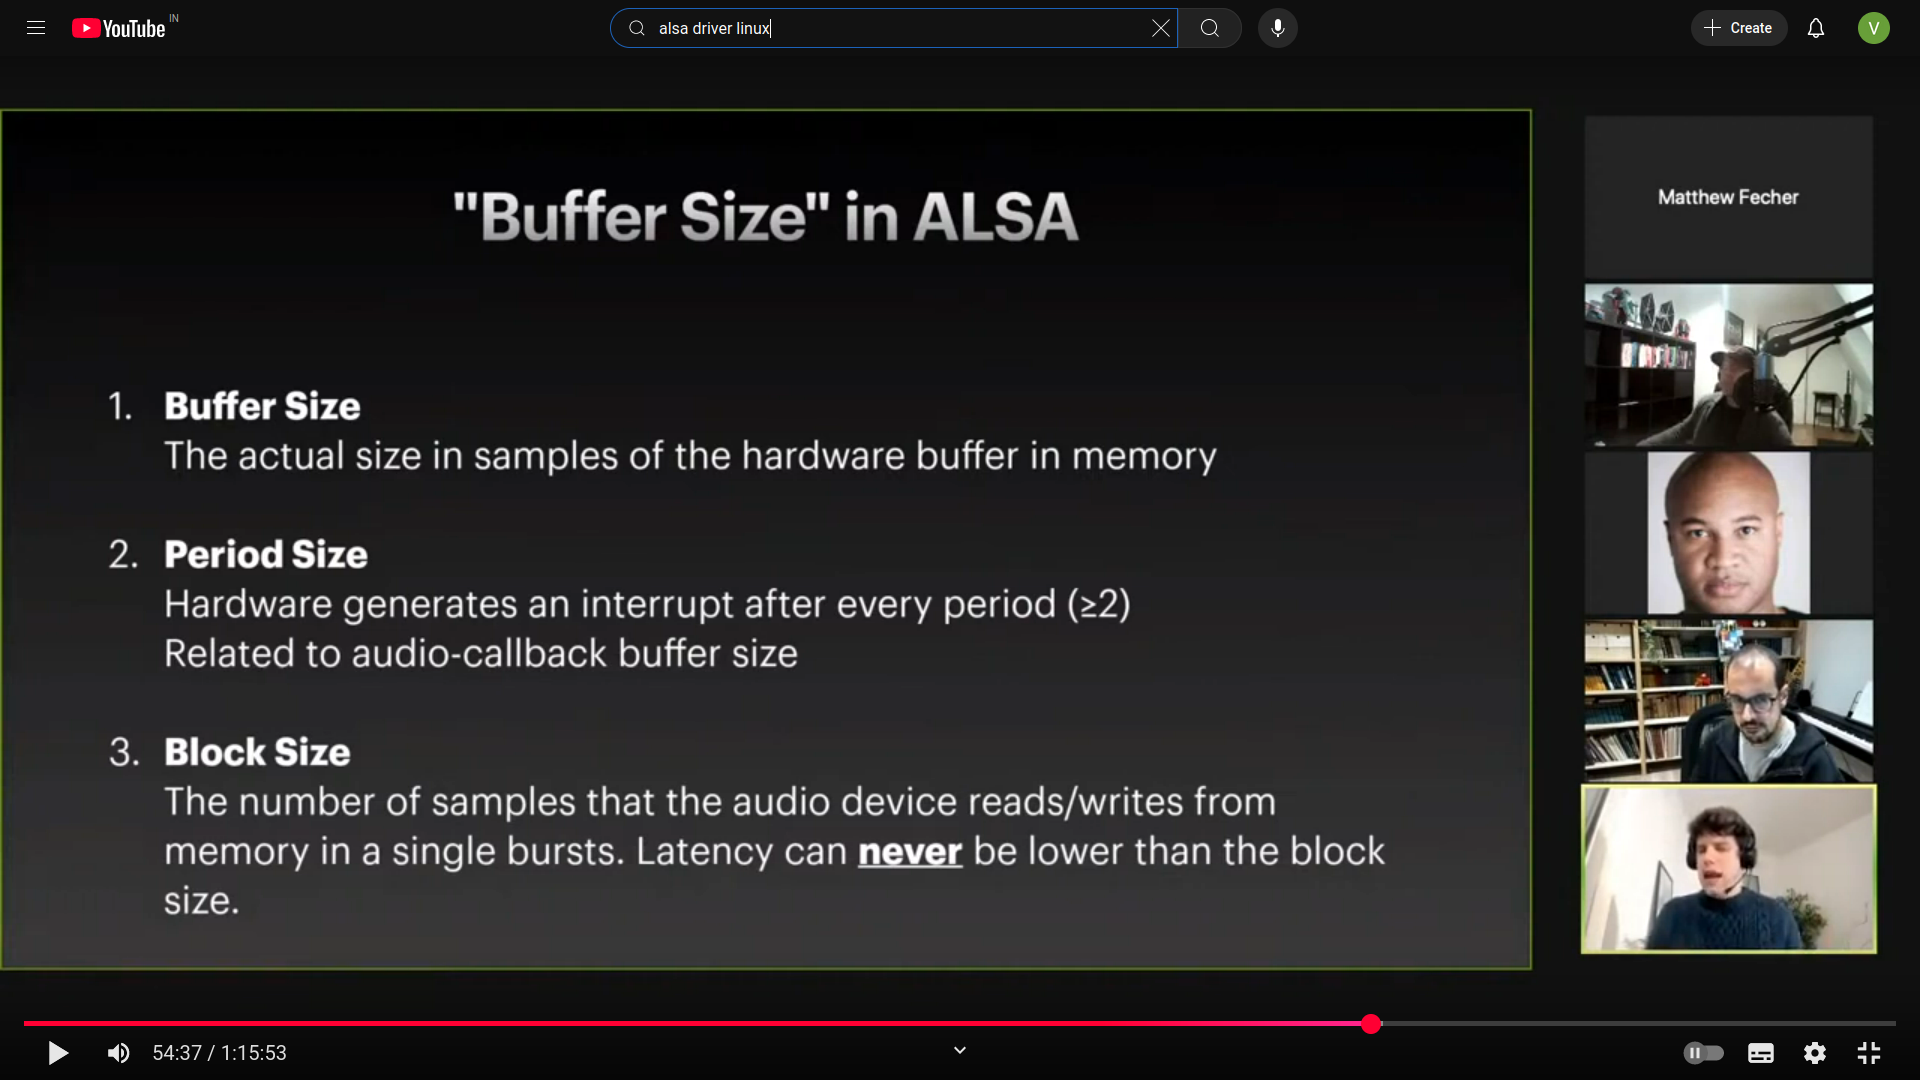 YouTube IN
alsa driver linux
Create
V
"Buffer Size" in ALSA
1. Buffer Size
The actual size in samples of the hardware buffer in memory
2. Period Size
Hardware generates an interrupt after every period (≥2)
Related to audio-callback buffer size
3. Block Size
The number of samples that the audio device reads/writes from
memory in a single bursts. Latency can never be lower than the block
size.
Matthew Fecher
54:37 / 1:15:53